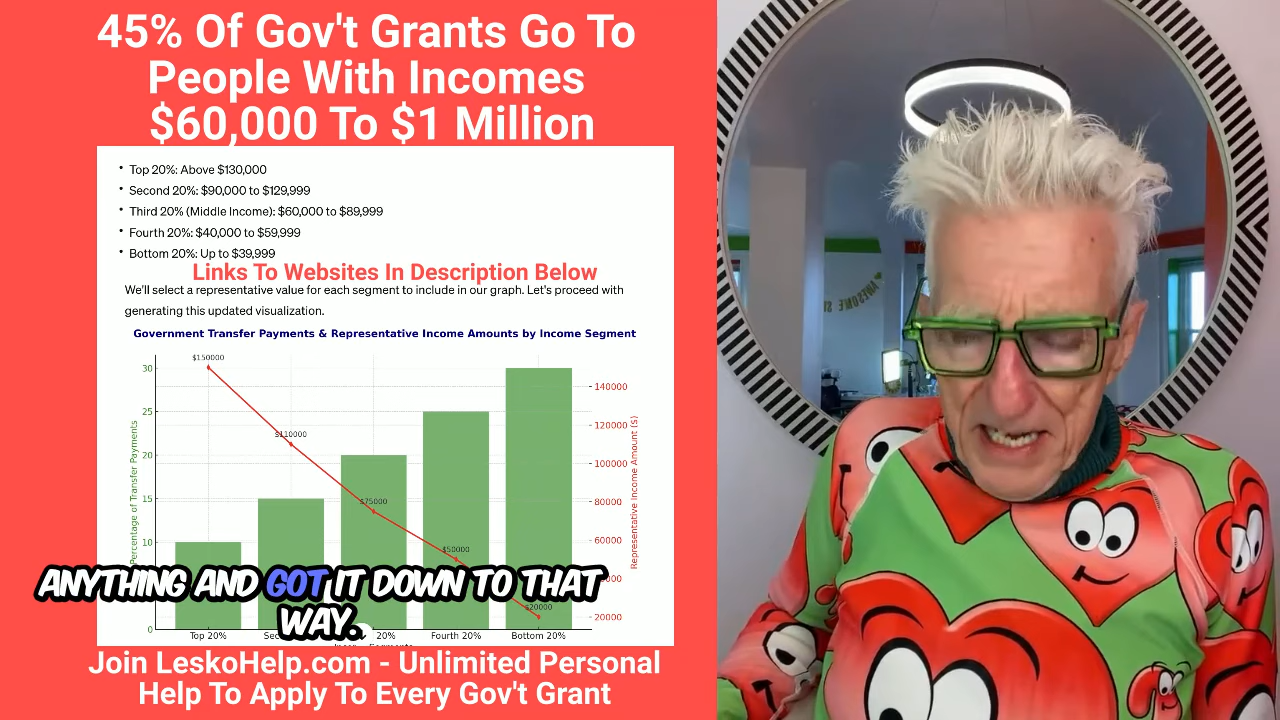 45% Of Gov't Grants Go To
People With Incomes
$60,000 To $1 Million
• Top 20%: Above $130,000
• Second 20%: $90,000 to $129,999
• Third 20% (Middle Income): $60,000 to $89,999
• Fourth 20%: $40,000 to $59,999
• Bottom 20%: Up to $39,999
Links To Websites In Description Below
We'll select a representative value for each segment to include in our graph. Let's proceed with
generating this updated visualization.
Government Transfer Payments & Representative Income Amounts by Income Segment
$150000
30
140000
25
$110000
120000
20
100000
$75000
15
80000
10
$50000
60000
0
$20000
20000
Percentage of Transfer Payments
Representative Income Amount ($)
ANYTHING AND GOT IT DOWN TO THAT
WAY.
Top 20%
20%
Fourth 20%
Bottom 20%
Join LeskoHelp.com - Unlimited Personal
Help To Apply To Every Gov't Grant
AWESOME